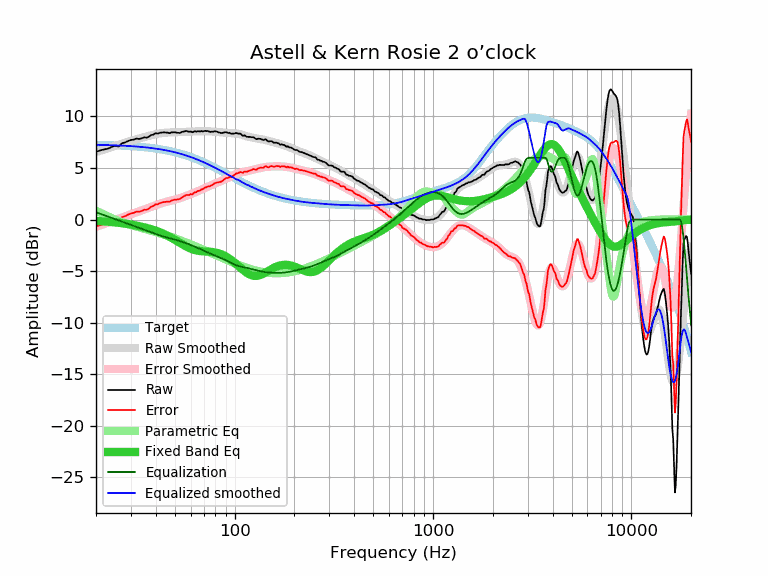 Astell & Kern Rosie 2 o’clock
Amplitude (dBr)
10
5
0
−5
−10
−15
−20
−25
Target
Raw Smoothed
Error Smoothed
Raw
Error
Parametric Eq
Fixed Band Eq
Equalization
Equalized smoothed
100 1000 10000
Frequency (Hz)